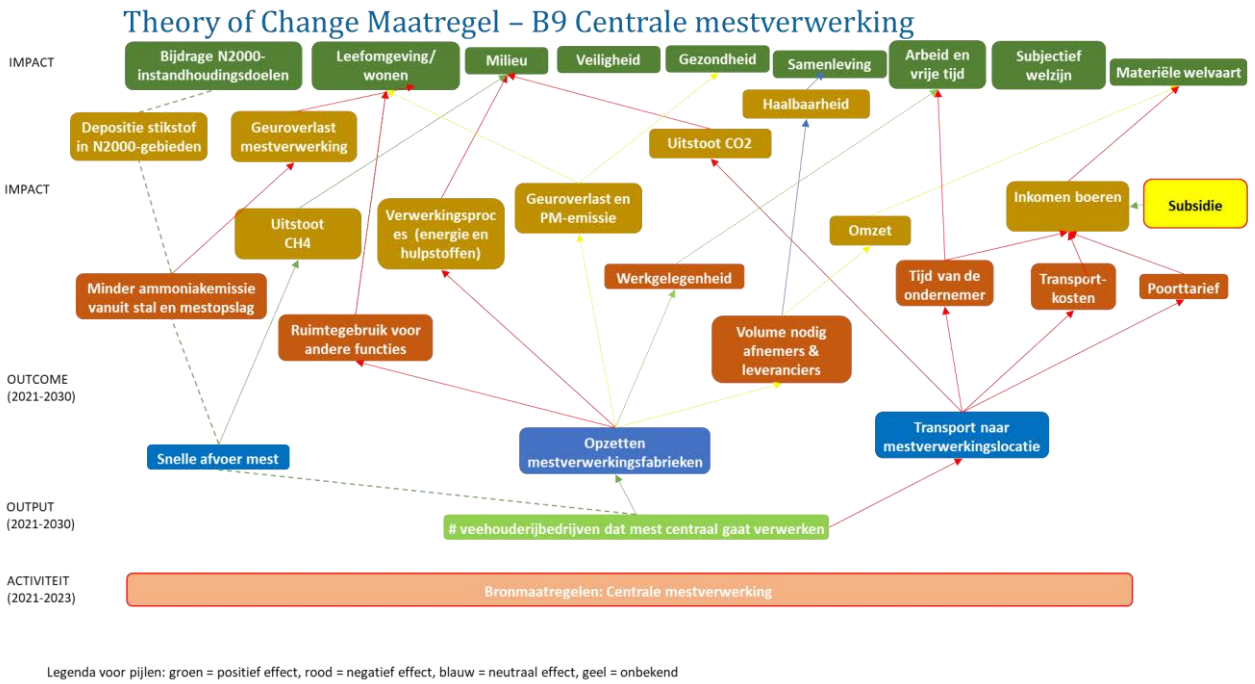 Theory of Change Maatregel – B9 Centrale mestverwerking
IMPACT
Bijdrage N2000-
instandhoudingsdoelen
Leefomgeving/
wonen
Milieu
Veiligheid
Gezondheid
Samenleving
Arbeid en
vrije tijd
Subjectief
welzijn
Materiële welvaart
Haalbaarheid
Depositie stikstof
in N2000-gebieden
Geuroverlast
mestverwerking
Uitstoot CO2
IMPACT
Uitstoot
CH4
Verwerkingsproc
es (energie en
hulpstoffen)
Geuroverlast en
PM-emissie
Omzet
Inkomen boeren
Subsidie
Minder ammoniakemissie
vanuit stal en mestopslag
Werkgelegenheid
Tijd van de
ondernemer
Transport-
kosten
Poorttarief
Ruimtegebruik voor
andere functies
Volume nodig
afnemers &
leveranciers
OUTCOME
(2021-2030)
Snelle afvoer mest
Opzetten
mestverwerkingsfabrieken
Transport naar
mestverwerkingslocatie
OUTPUT
(2021-2030)
# veehouderijbedrijven dat mest centraal gaat verwerken
ACTIVITEIT
(2021-2023)
Bronmaatregelen: Centrale mestverwerking
Legenda voor pijlen: groen = positief effect, rood = negatief effect, blauw = neutraal effect, geel = onbekend